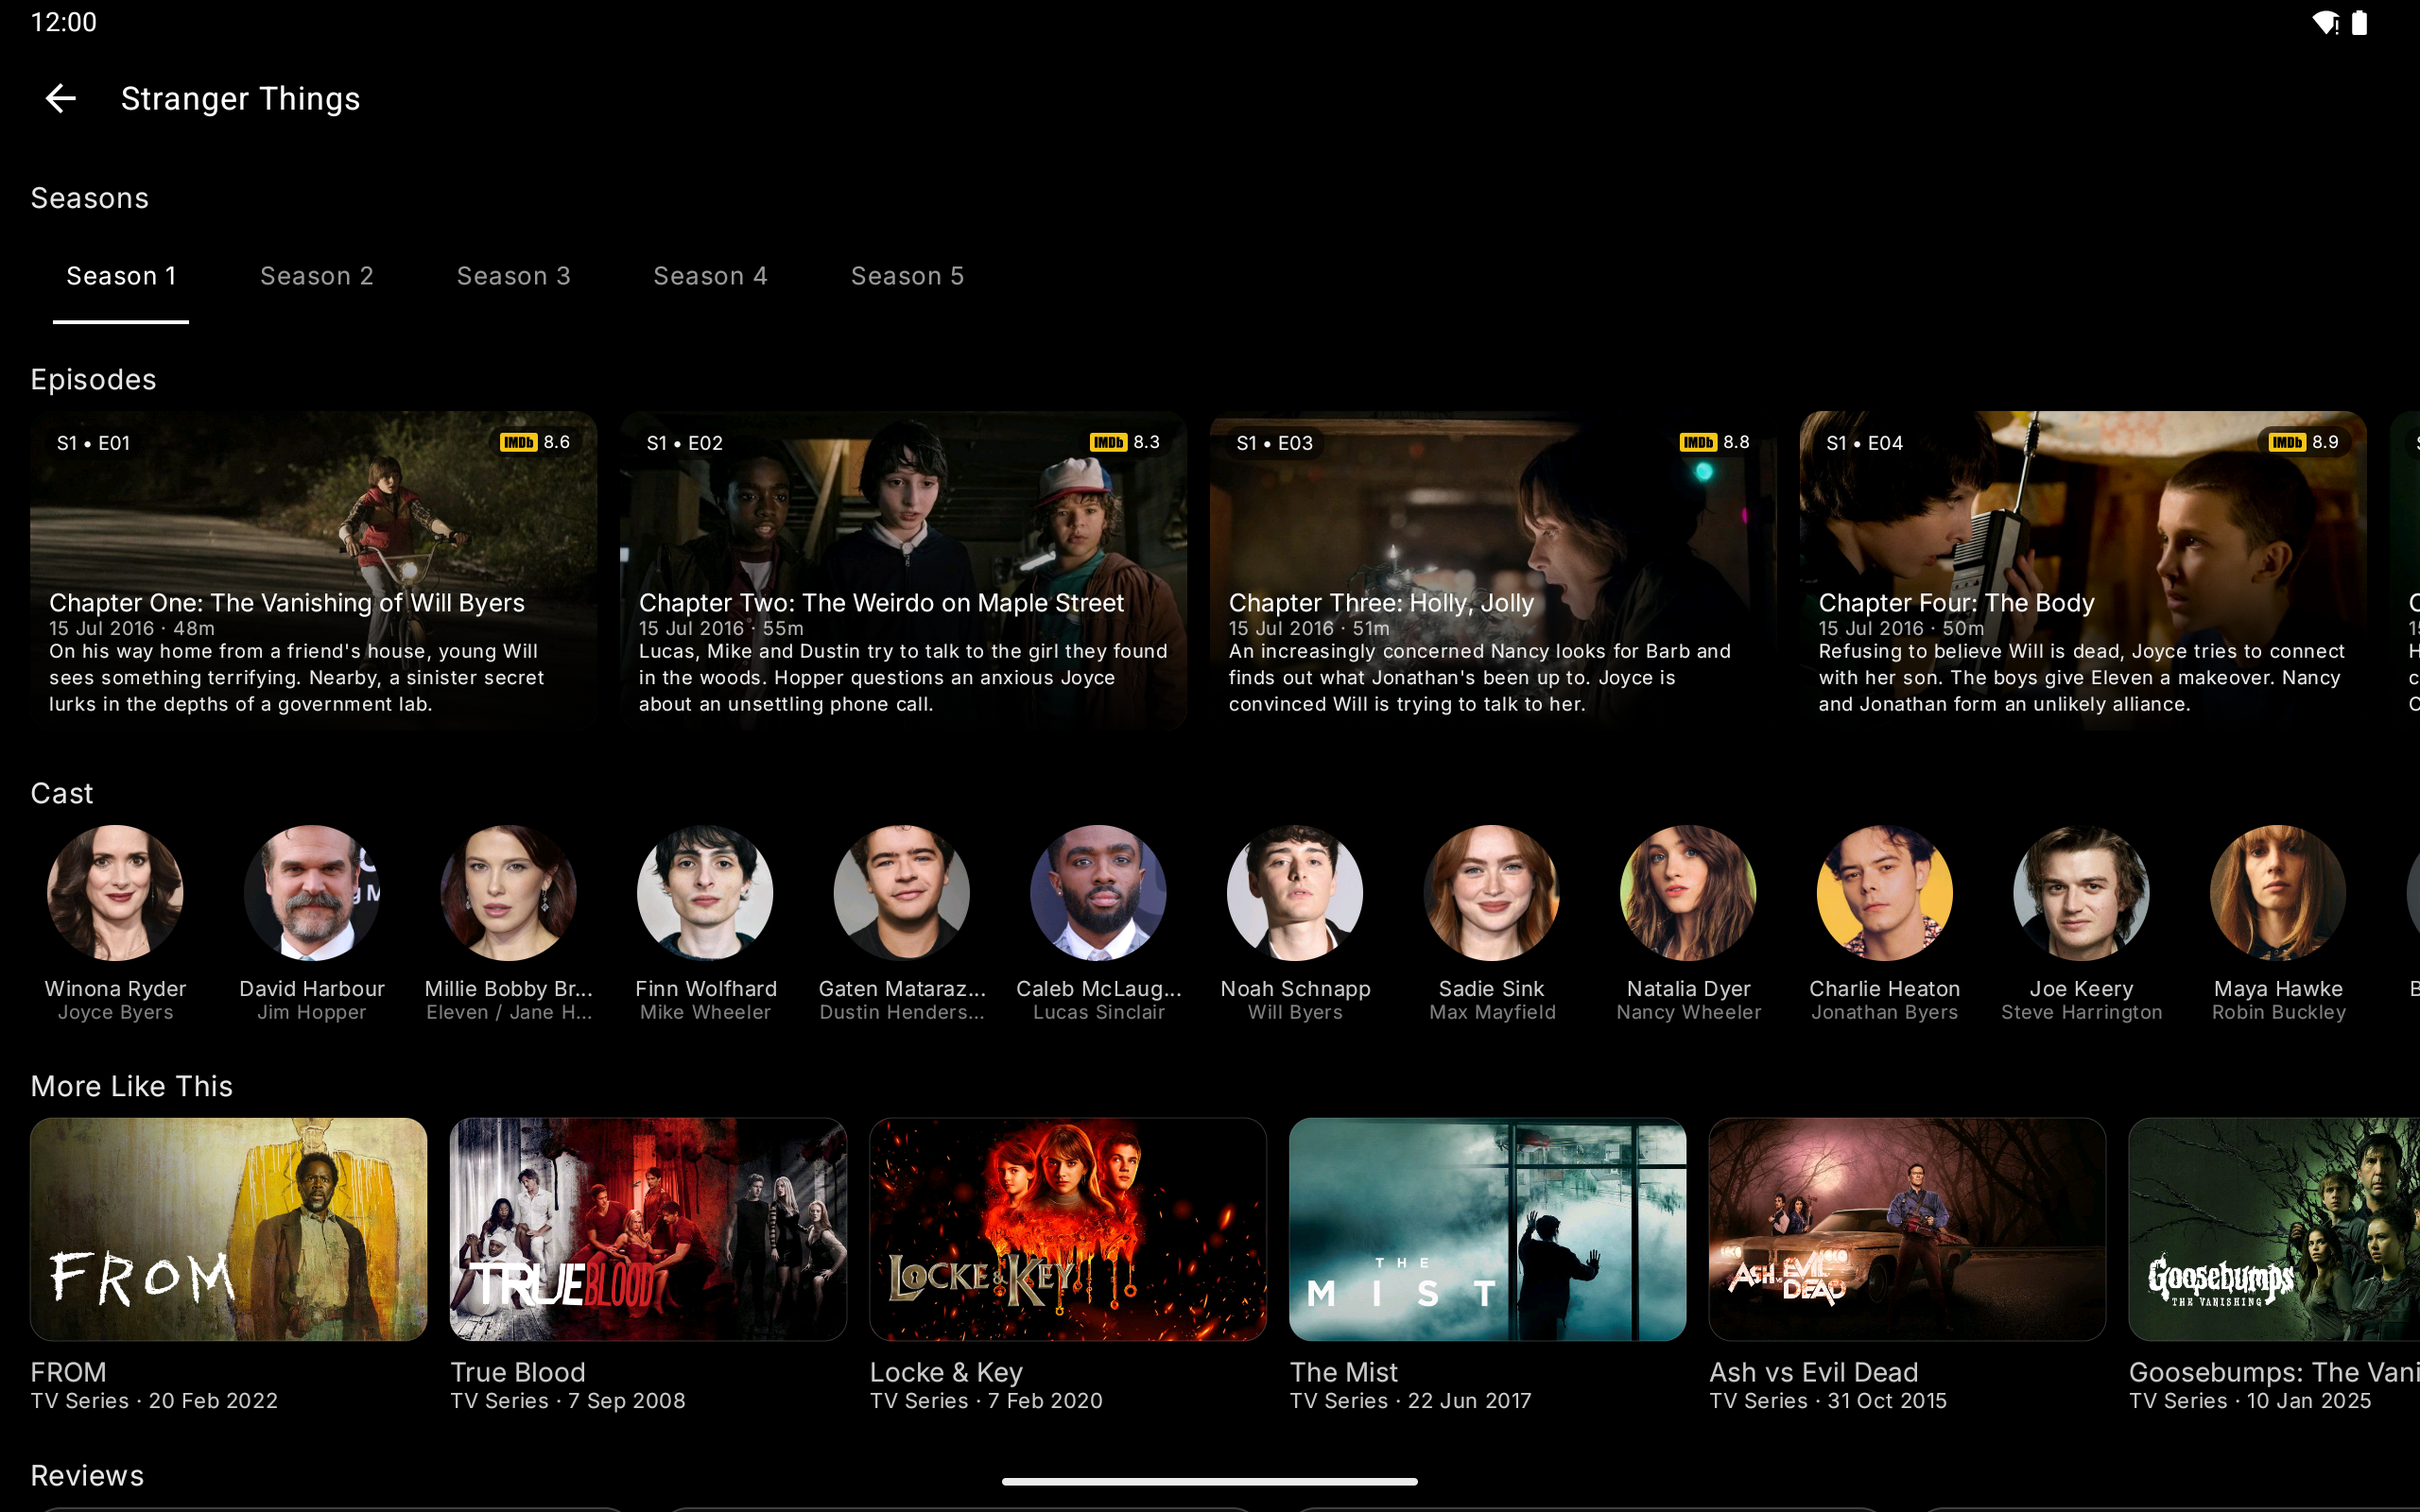 12:00
Stranger Things
Seasons
Season 1
Season 2
Season 3
Season 4
Season 5
Episodes
S1 • E01
IMDb 8.6
Chapter One: The Vanishing of Will Byers
15 Jul 2016 · 48m
On his way home from a friend's house, young Will
sees something terrifying. Nearby, a sinister secret
lurks in the depths of a government lab.
S1 • E02
IMDb 8.3
Chapter Two: The Weirdo on Maple Street
15 Jul 2016 · 55m
Lucas, Mike and Dustin try to talk to the girl they found
in the woods. Hopper questions an anxious Joyce
about an unsettling phone call.
S1 • E03
IMDb 8.8
Chapter Three: Holly, Jolly
15 Jul 2016 · 51m
An increasingly concerned Nancy looks for Barb and
finds out what Jonathan's been up to. Joyce is
convinced Will is trying to talk to her.
S1 • E04
IMDb 8.9
Chapter Four: The Body
15 Jul 2016 · 50m
Refusing to believe Will is dead, Joyce tries to connect
with her son. The boys give Eleven a makeover. Nancy
and Jonathan form an unlikely alliance.
Cast
Winona Ryder
Joyce Byers
David Harbour
Jim Hopper
Millie Bobby Br...
Eleven / Jane H...
Finn Wolfhard
Mike Wheeler
Gaten Mataraz...
Dustin Henders...
Caleb McLaug...
Lucas Sinclair
Noah Schnapp
Will Byers
Sadie Sink
Max Mayfield
Natalia Dyer
Nancy Wheeler
Charlie Heaton
Jonathan Byers
Joe Keery
Steve Harrington
Maya Hawke
Robin Buckley
More Like This
FROM
FROM
TV Series · 20 Feb 2022
TRUE BLOOD
True Blood
TV Series · 7 Sep 2008
LOCKE & KEY
Locke & Key
TV Series · 7 Feb 2020
THE
MIST
The Mist
TV Series · 22 Jun 2017
ASH VS EVIL
DEAD
Ash vs Evil Dead
TV Series · 31 Oct 2015
Goosebumps
THE VANISHING
Goosebumps: The Vani
TV Series · 10 Jan 2025
Reviews